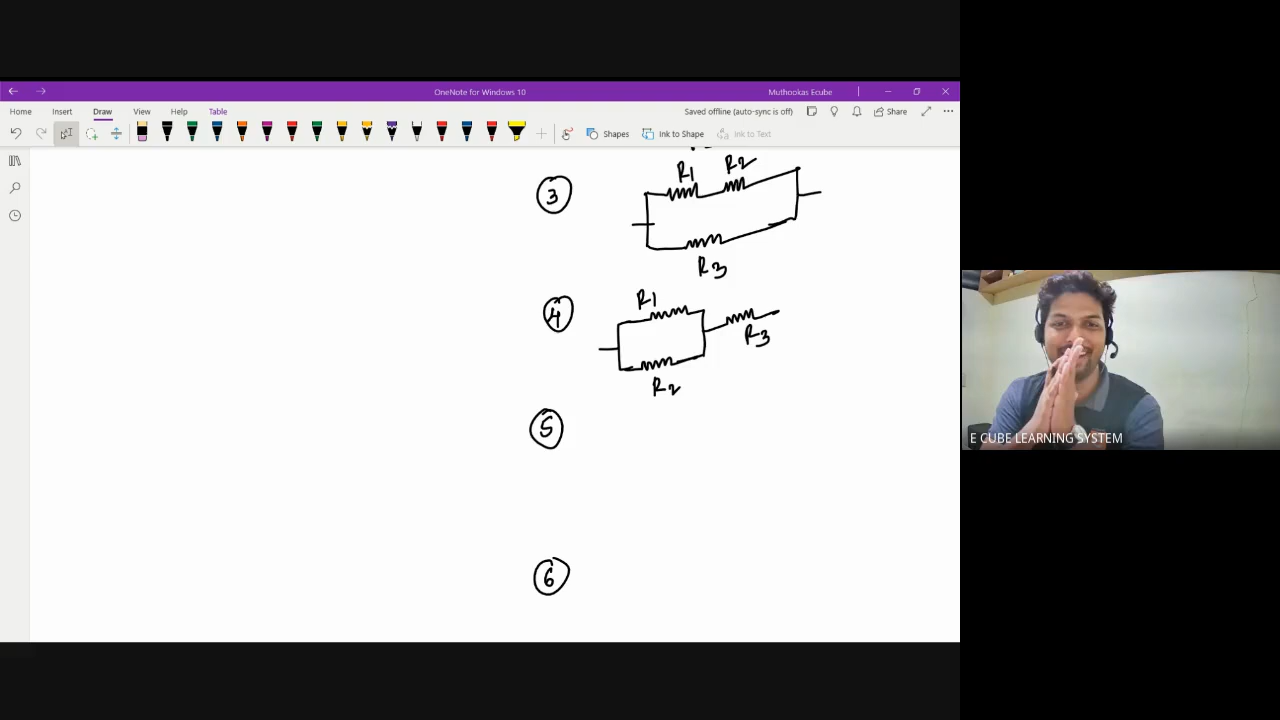 OneNote for Windows 10
Muthookas Ecube
Home Insert Draw View Help Table
Saved offline (auto-sync is off)
Share
Shapes
Ink to Shape
Ink to Text
3
R1 R2
R3
4
R1
R3
R2
5
6
E CUBE LEARNING SYSTEM